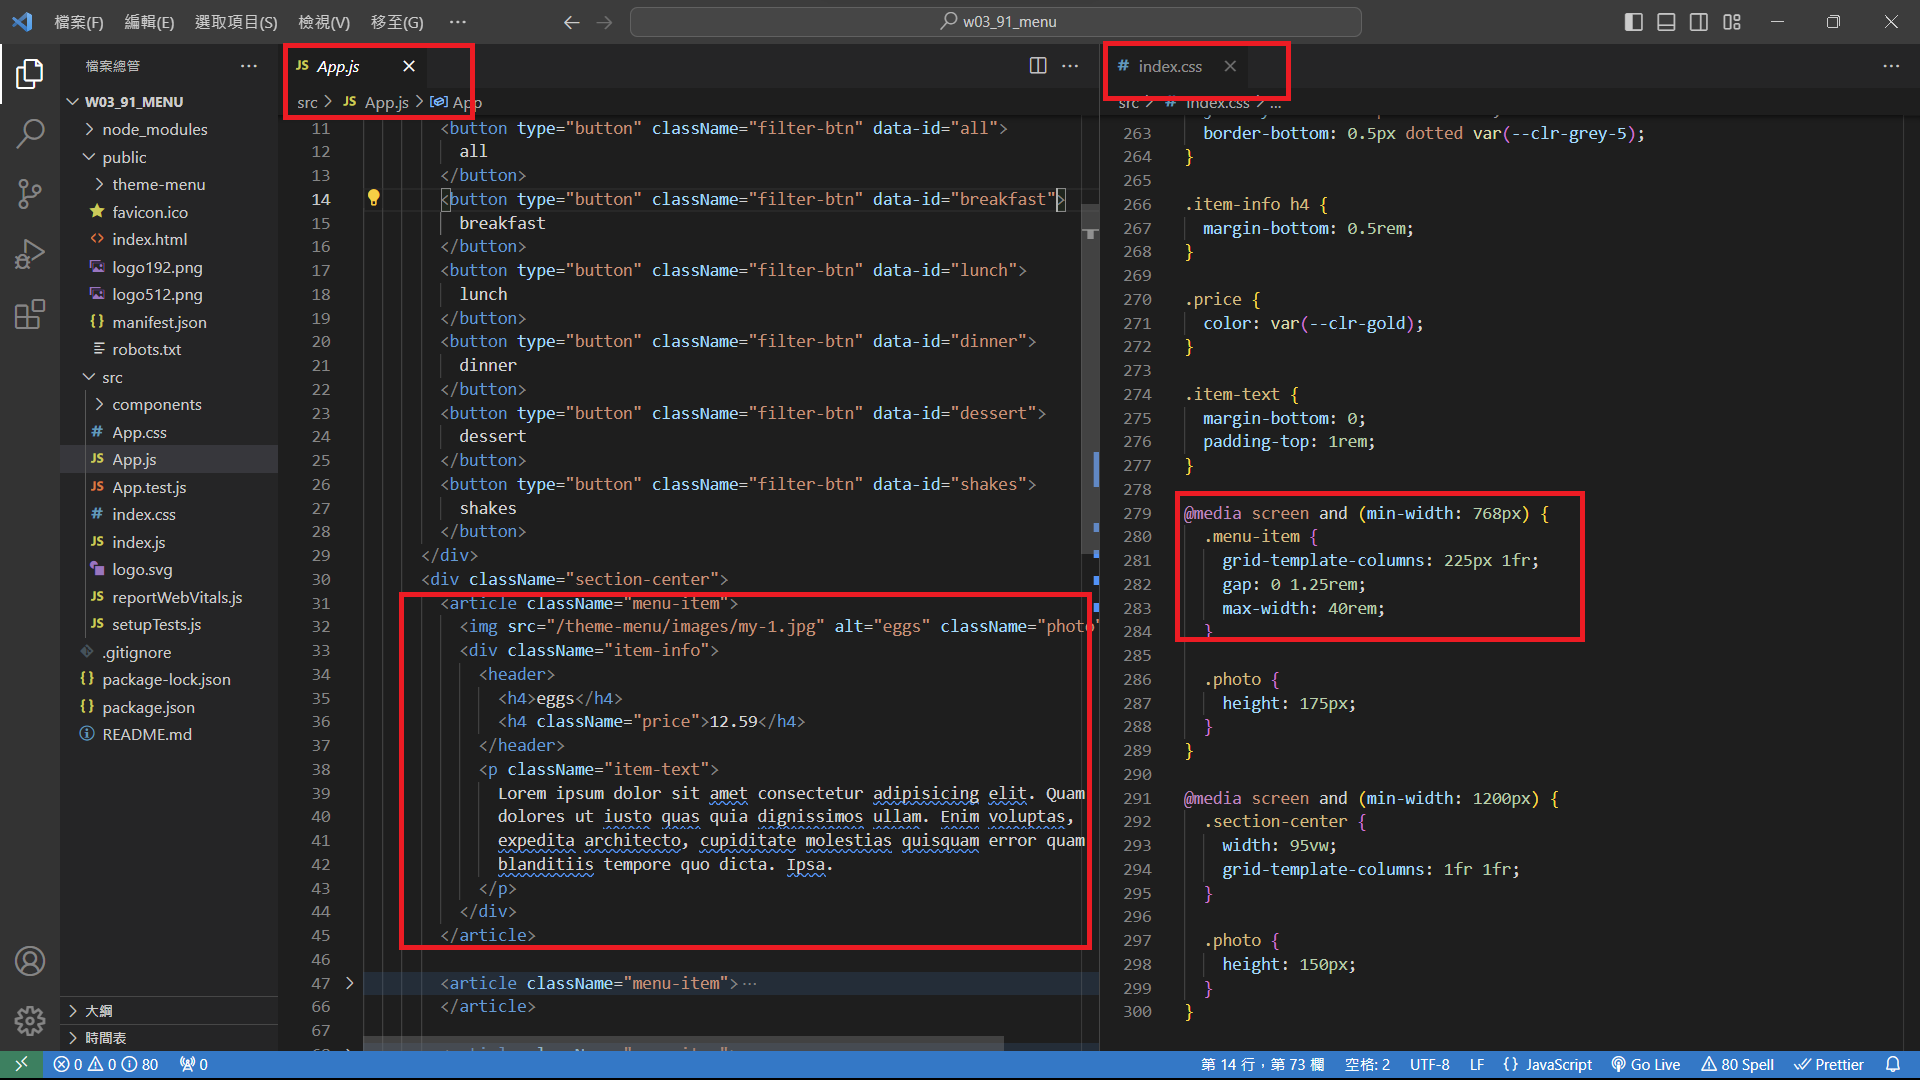 檔案(F) 編輯(E) 選取項目(S) 檢視(V) 移至(G) ··· w03_91_menu
檔案總管 ···
W03_91_MENU
node_modules
public
theme-menu
favicon.ico
index.html
logo192.png
logo512.png
manifest.json
robots.txt
src
components
App.css
App.js
App.test.js
index.css
index.js
logo.svg
reportWebVitals.js
setupTests.js
.gitignore
package-lock.json
package.json
README.md
大綱
時間表
JS App.js
src > JS App.js > App
11 <button type="button" className="filter-btn" data-id="all">
12 all
13 </button>
14 <button type="button" className="filter-btn" data-id="breakfast">
15 breakfast
16 </button>
17 <button type="button" className="filter-btn" data-id="lunch">
18 lunch
19 </button>
20 <button type="button" className="filter-btn" data-id="dinner">
21 dinner
22 </button>
23 <button type="button" className="filter-btn" data-id="dessert">
24 dessert
25 </button>
26 <button type="button" className="filter-btn" data-id="shakes">
27 shakes
28 </button>
29 </div>
30 <div className="section-center">
31 <article className="menu-item">
32 <img src="/theme-menu/images/my-1.jpg" alt="eggs" className="photo"
33 <div className="item-info">
34 <header>
35 <h4>eggs</h4>
36 <h4 className="price">12.59</h4>
37 </header>
38 <p className="item-text">
39 Lorem ipsum dolor sit amet consectetur adipisicing elit. Quam
40 dolores ut iusto quas quia dignissimos ullam. Enim voluptas,
41 expedita architecto, cupiditate molestias quisquam error quam
42 blanditiis tempore quo dicta. Ipsa.
43 </p>
44 </div>
45 </article>
46
47 <article className="menu-item">···
66 </article>
67
# index.css
src > # index.css > ...
263 border-bottom: 0.5px dotted var(--clr-grey-5);
264 }
265
266 .item-info h4 {
267 margin-bottom: 0.5rem;
268 }
269
270 .price {
271 color: var(--clr-gold);
272 }
273
274 .item-text {
275 margin-bottom: 0;
276 padding-top: 1rem;
277 }
278
279 @media screen and (min-width: 768px) {
280 .menu-item {
281 grid-template-columns: 225px 1fr;
282 gap: 0 1.25rem;
283 max-width: 40rem;
284 }
285
286 .photo {
287 height: 175px;
288 }
289 }
290
291 @media screen and (min-width: 1200px) {
292 .section-center {
293 width: 95vw;
294 grid-template-columns: 1fr 1fr;
295 }
296
297 .photo {
298 height: 150px;
299 }
300 }
0 0 80 0 第 14 行，第 73 欄 空格: 2 UTF-8 LF {} JavaScript Go Live 80 Spell Prettier